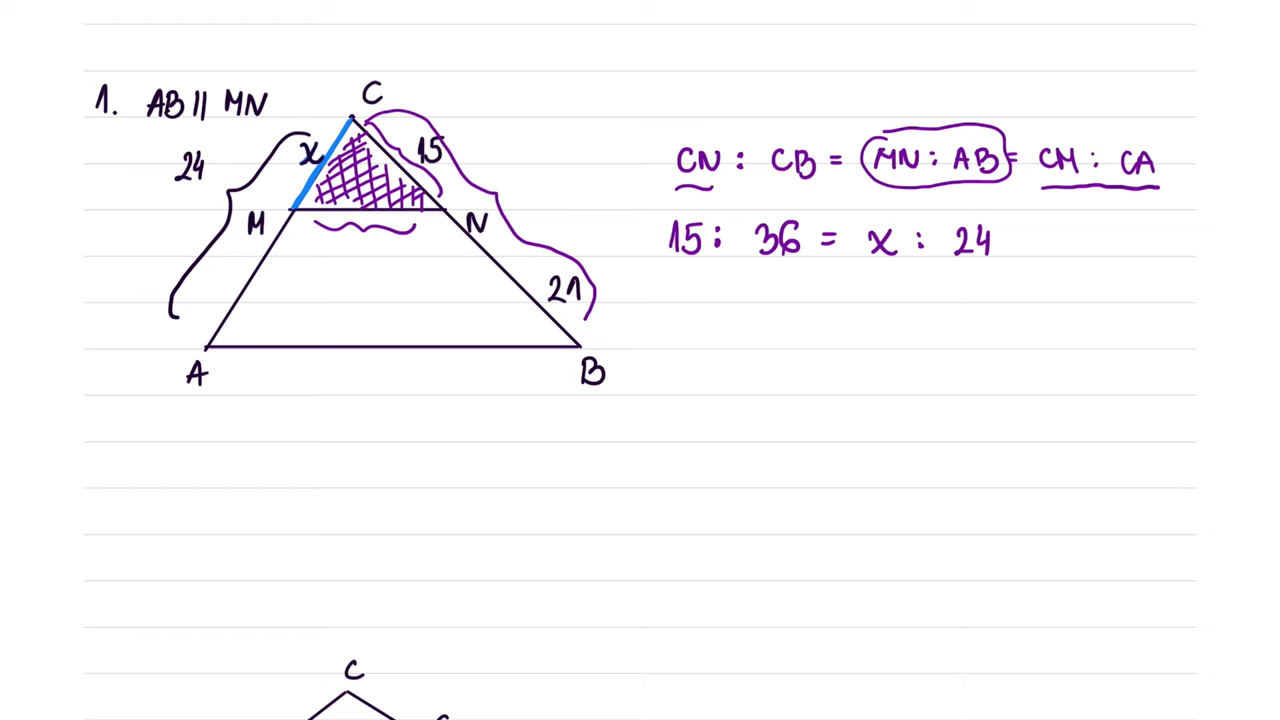 1. AB || MN
C
24
x
15
M
N
21
A
B
CN : CB = MN : AB = CM : CA
15 : 36 = x : 24
C